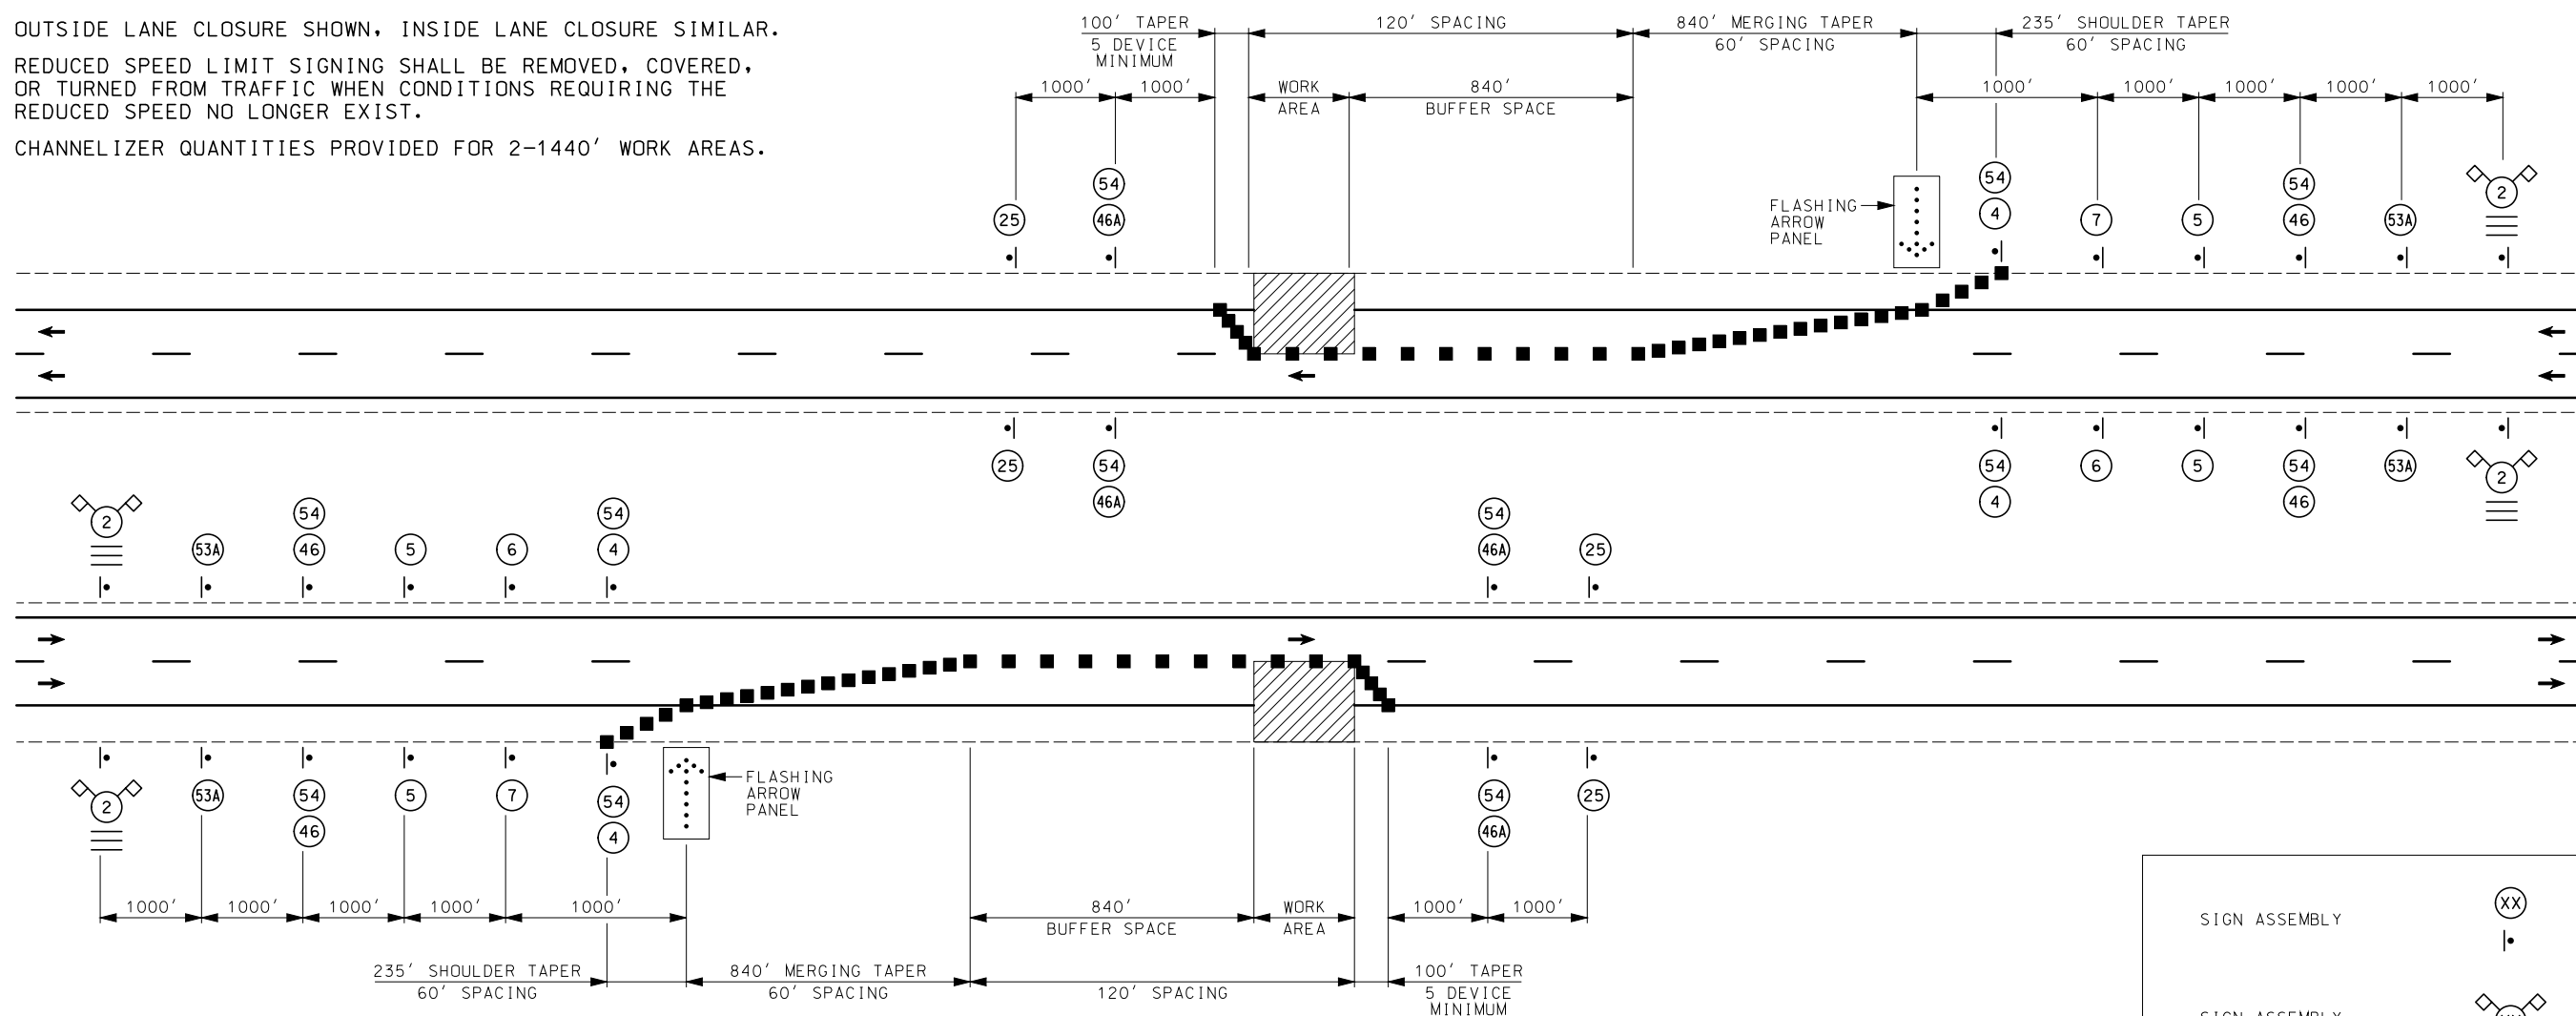 OUTSIDE LANE CLOSURE SHOWN, INSIDE LANE CLOSURE SIMILAR.
REDUCED SPEED LIMIT SIGNING SHALL BE REMOVED, COVERED,
OR TURNED FROM TRAFFIC WHEN CONDITIONS REQUIRING THE
REDUCED SPEED NO LONGER EXIST.
CHANNELIZER QUANTITIES PROVIDED FOR 2-1440' WORK AREAS.
100' TAPER 120' SPACING 840' MERGING TAPER 235' SHOULDER TAPER
5 DEVICE 60' SPACING 60' SPACING
MINIMUM
1000' 1000' WORK 840' 1000' 1000' 1000' 1000' 1000'
AREA BUFFER SPACE
54 54 54 2
25 46A 4 7 5 46 53A
FLASHING
ARROW
PANEL
25 54 54 6 5 54 53A 2
46A 4 46
2 54 54 54
53A 46 5 6 4 46A 25
FLASHING
ARROW
PANEL
2 53A 54 5 7 54 54 25
46 4 46A
1000' 1000' 1000' 1000' 1000' 840' WORK 1000' 1000'
BUFFER SPACE AREA
235' SHOULDER TAPER 840' MERGING TAPER 100' TAPER
60' SPACING 60' SPACING 120' SPACING 5 DEVICE
MINIMUM
XX
SIGN ASSEMBLY